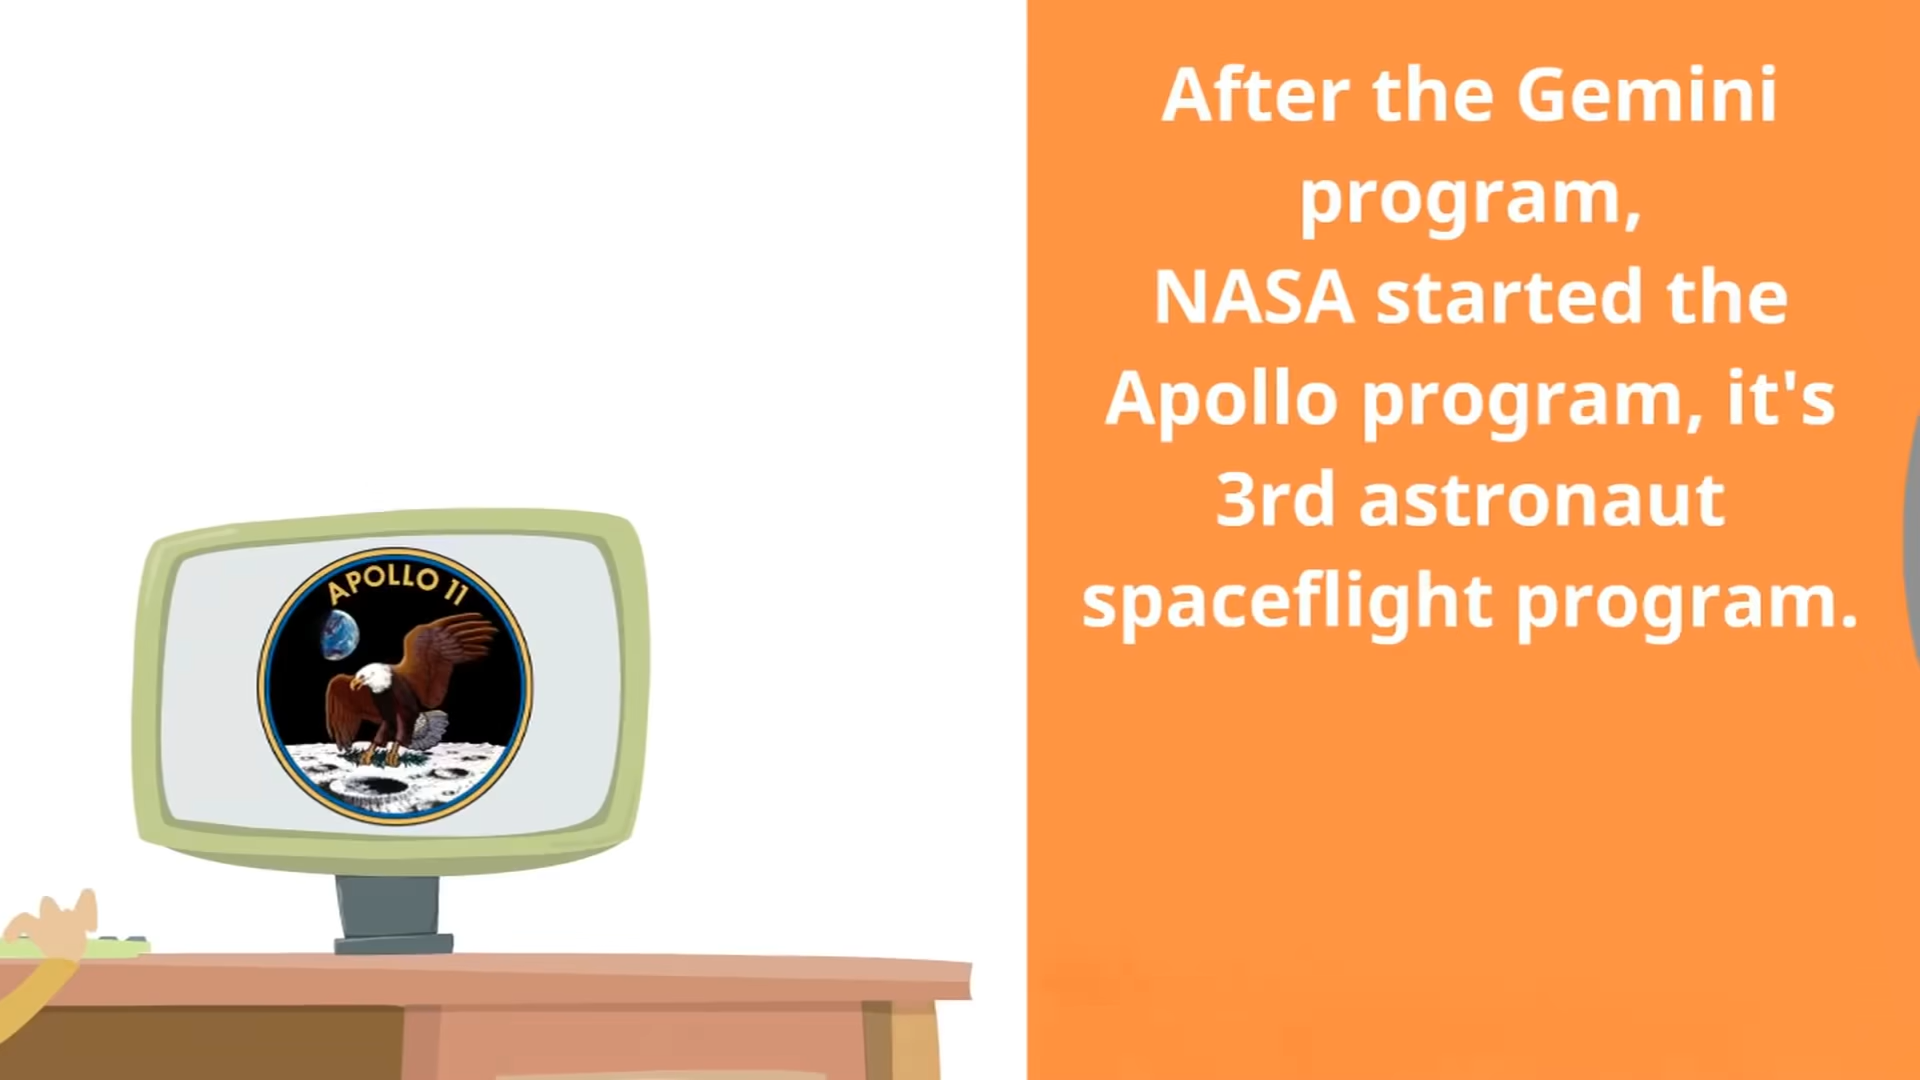 After the Gemini
program,
NASA started the
Apollo program, it's
3rd astronaut
spaceflight program.
APOLLO 11